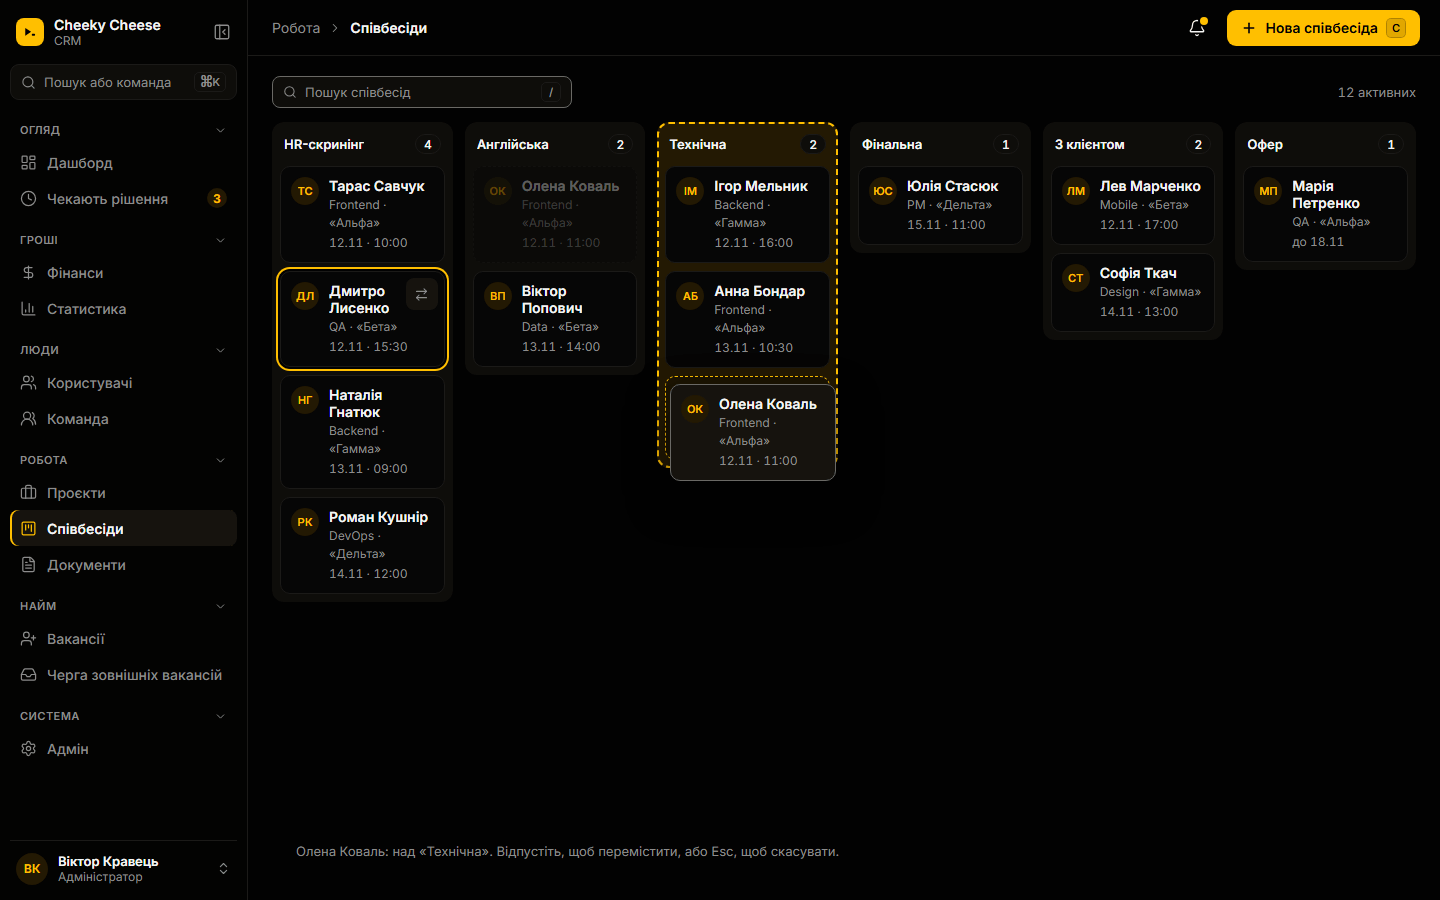 Cheeky Cheese
CRM
Пошук або команда ⌘K
ОГЛЯД
Дашборд
Чекають рішення 3
ГРОШІ
Фінанси
Статистика
ЛЮДИ
Користувачі
Команда
РОБОТА
Проєкти
Співбесіди
Документи
НАЙМ
Вакансії
Черга зовнішніх вакансій
СИСТЕМА
Адмін
ВК
Віктор Кравець
Адміністратор
Робота > Співбесіди
Нова співбесіда C
Пошук співбесід /
12 активних
HR-скринінг 4
ТС
Тарас Савчук
Frontend ·
«Альфа»
12.11 · 10:00
ДЛ
Дмитро
Лисенко
QA · «Бета»
12.11 · 15:30
НГ
Наталія
Гнатюк
Backend ·
«Гамма»
13.11 · 09:00
РК
Роман Кушнір
DevOps ·
«Дельта»
14.11 · 12:00
Англійська 2
ОК
Олена Коваль
Frontend ·
«Альфа»
12.11 · 11:00
ВП
Віктор
Попович
Data · «Бета»
13.11 · 14:00
Технічна 2
ІМ
Ігор Мельник
Backend ·
«Гамма»
12.11 · 16:00
АБ
Анна Бондар
Frontend ·
«Альфа»
13.11 · 10:30
ОК
Олена Коваль
Frontend ·
«Альфа»
12.11 · 11:00
Фінальна 1
ЮС
Юлія Стасюк
PM · «Дельта»
15.11 · 11:00
З клієнтом 2
ЛМ
Лев Марченко
Mobile · «Бета»
12.11 · 17:00
СТ
Софія Ткач
Design · «Гамма»
14.11 · 13:00
Офер 1
МП
Марія
Петренко
QA · «Альфа»
до 18.11
Олена Коваль: над «Технічна». Відпустіть, щоб перемістити, або Esc, щоб скасувати.